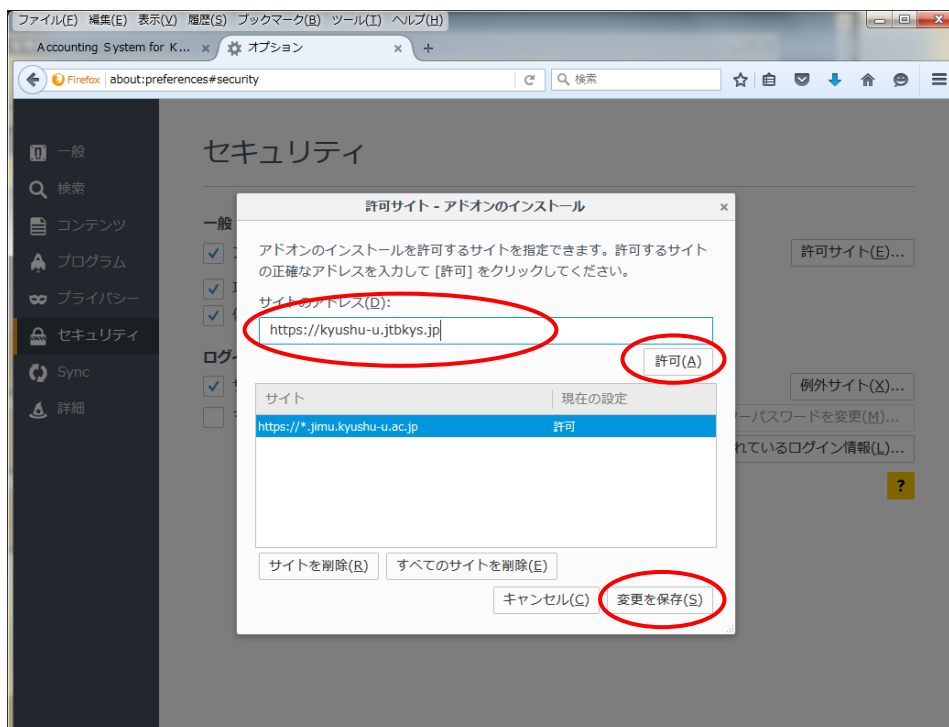 ファイル(F) 編集(E) 表示(V) 履歴(S) ブックマーク(B) ツール(T) ヘルプ(H)
Accounting System for K... × オプション × +
Firefox about:preferences#security 検索
一般
検索
コンテンツ
プログラム
プライバシー
セキュリティ
Sync
詳細
セキュリティ
一般
許可サイト(E)...
ログ
例外サイト(X)...
パスワードを変更(M)...
れているログイン情報(L)...
?
許可サイト - アドオンのインストール ×
アドオンのインストールを許可するサイトを指定できます。許可するサイト
の正確なアドレスを入力して [許可] をクリックしてください。
サイトのアドレス(D):
https://kyushu-u.jtbkys.jp
許可(A)
サイト 現在の設定
https://*.jimu.kyushu-u.ac.jp 許可
サイトを削除(R) すべてのサイトを削除(E)
キャンセル(C) 変更を保存(S)